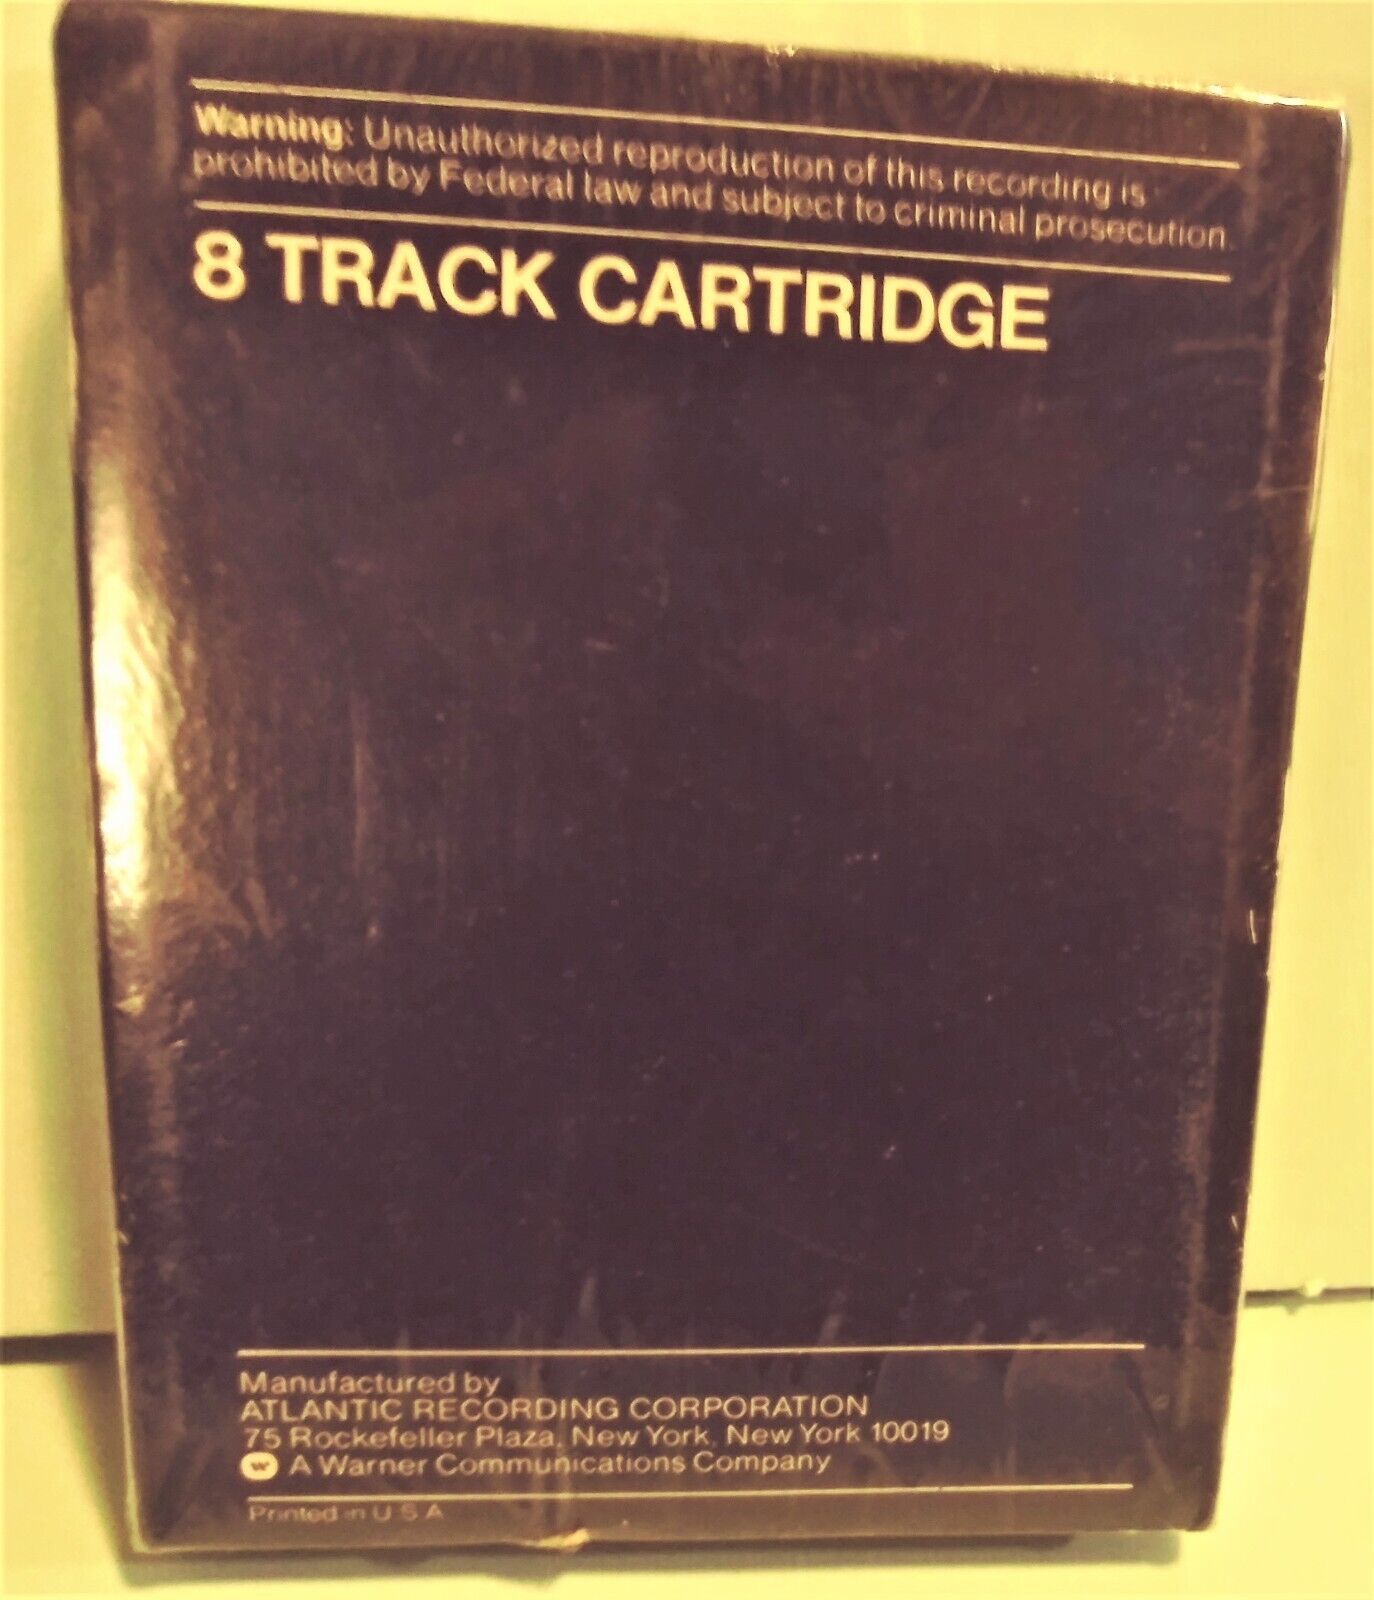 Warning: Unauthorized reproduction of this recording is
prohibited by Federal law and subject to criminal prosecution.
8 TRACK CARTRIDGE
Manufactured by
ATLANTIC RECORDING CORPORATION
75 Rockefeller Plaza, New York, New York 10019
W A Warner Communications Company
Printed in U.S.A.